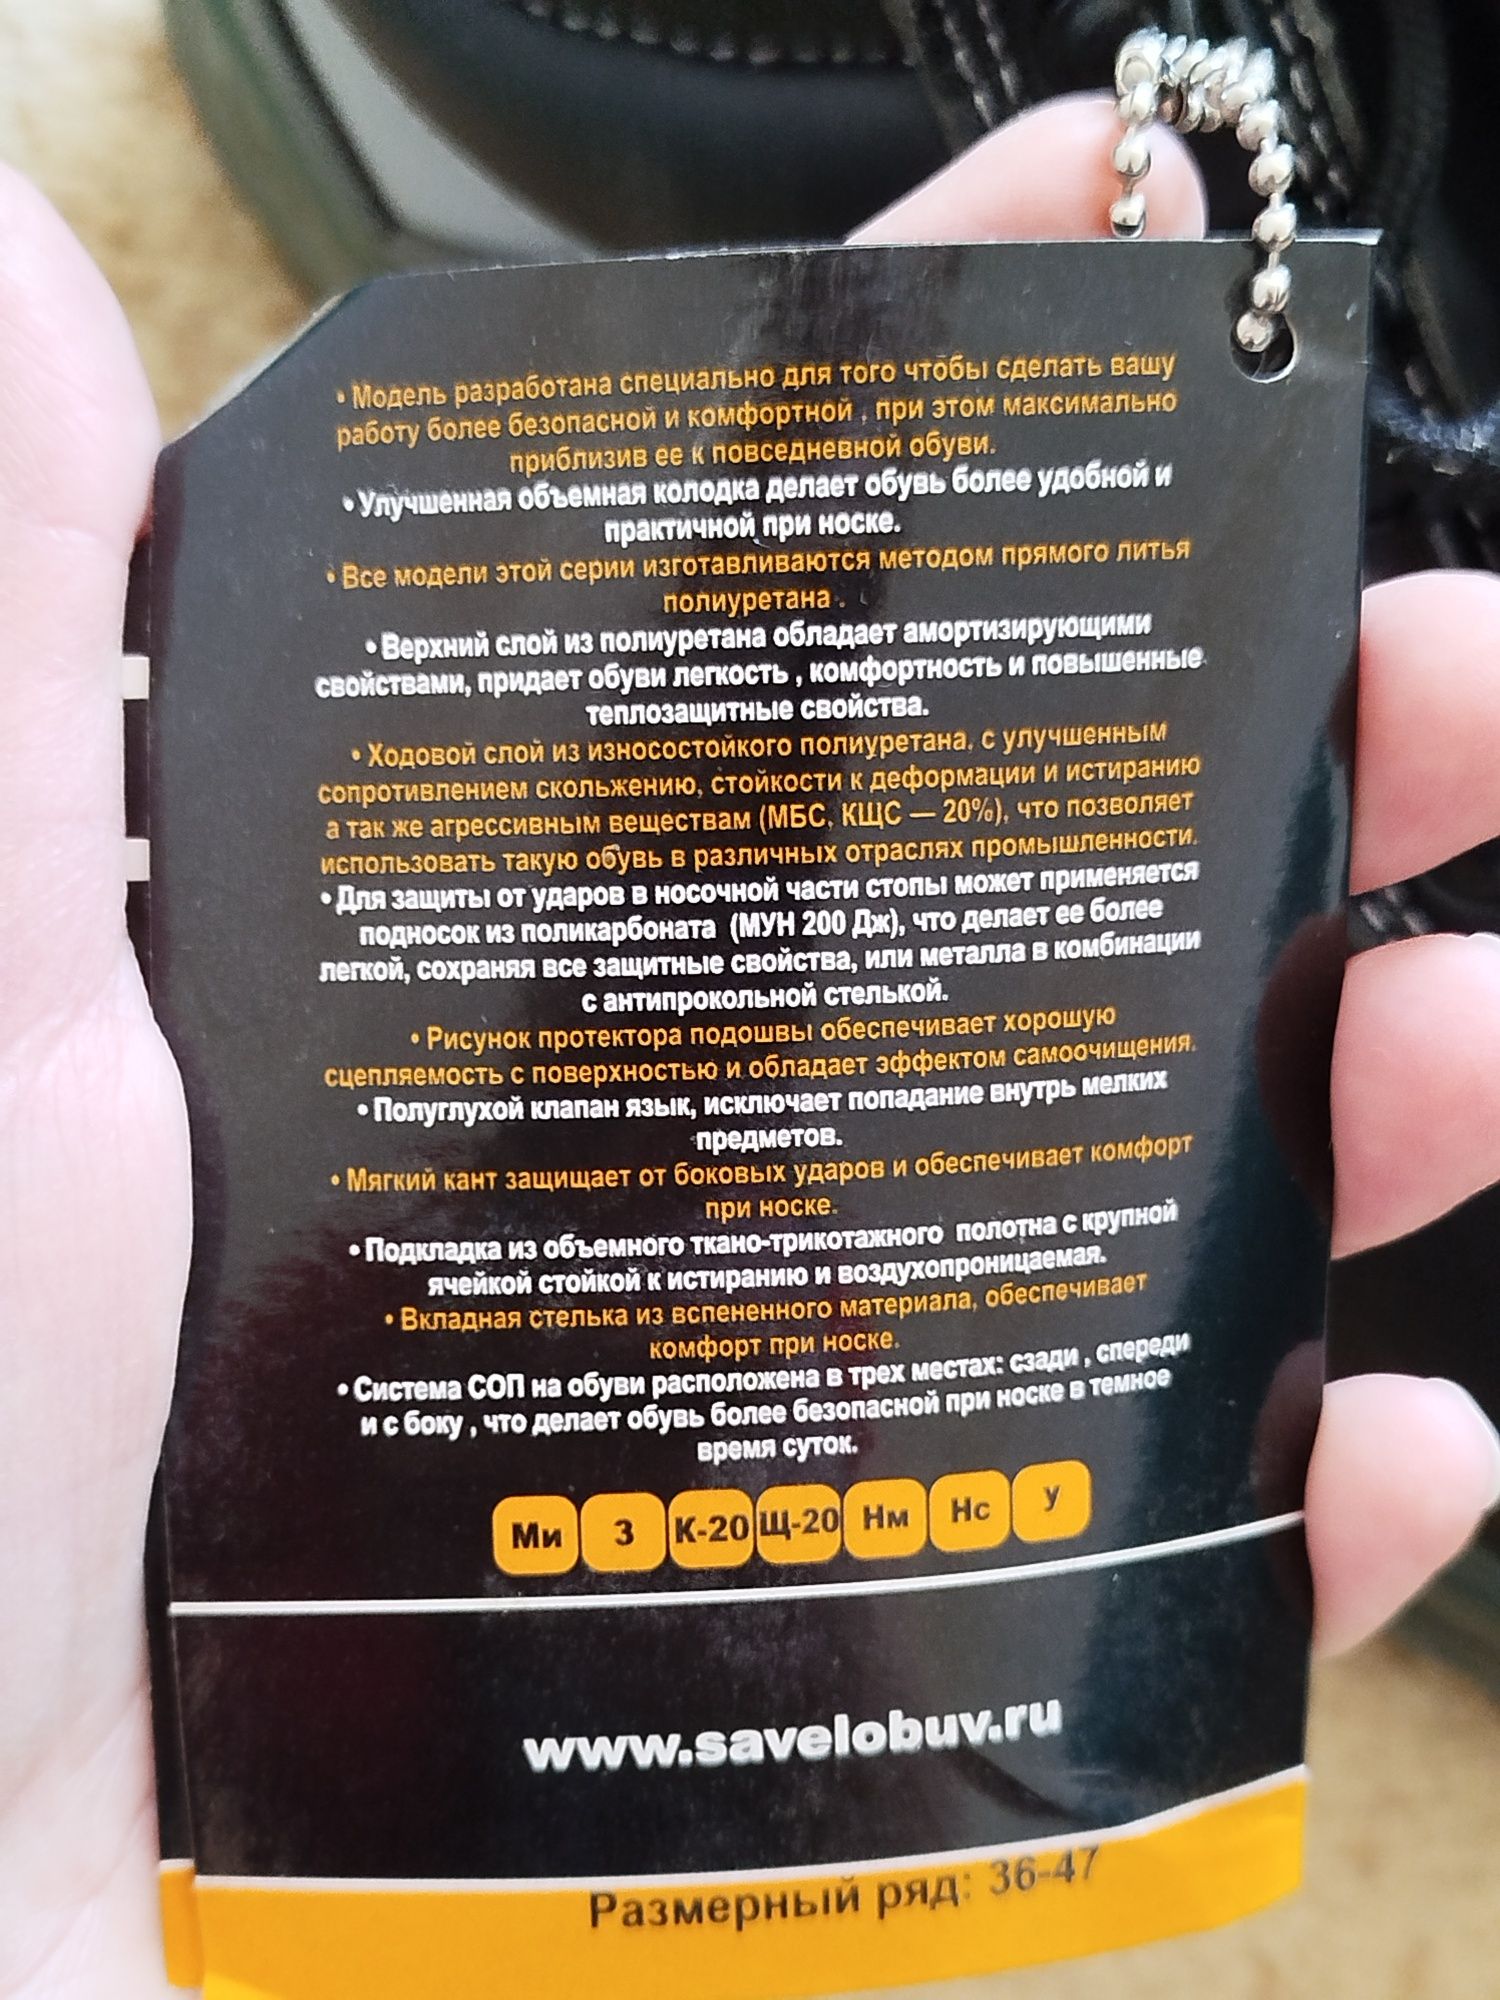 • Модель разработана специально для того чтобы сделать вашу
работу более безопасной и комфортной , при этом максимально
приблизив ее к повседневной обуви.
• Улучшенная объемная колодка делает обувь более удобной и
практичной при носке.
• Все модели этой серии изготавливаются методом прямого литья
полиуретана .
• Верхний слой из полиуретана обладает амортизирующими
свойствами, придает обуви легкость , комфортность и повышенные
теплозащитные свойства.
• Ходовой слой из износостойкого полиуретана, с улучшенным
сопротивлением скольжению, стойкости к деформации и истиранию
а так же агрессивным веществам (МБС, КЩС — 20%), что позволяет
использовать такую обувь в различных отраслях промышленности.
• Для защиты от ударов в носочной части стопы может применяется
подносок из поликарбоната (МУН 200 Дж), что делает ее более
легкой, сохраняя все защитные свойства, или металла в комбинации
с антипрокольной стелькой.
• Рисунок протектора подошвы обеспечивает хорошую
сцепляемость с поверхностью и обладает эффектом самоочищения.
• Полуглухой клапан язык, исключает попадание внутрь мелких
предметов.
• Мягкий кант защищает от боковых ударов и обеспечивает комфорт
при носке.
• Подкладка из объемного ткано-трикотажного полотна с крупной
ячейкой стойкой к истиранию и воздухопроницаемая.
• Вкладная стелька из вспененного материала, обеспечивает
комфорт при носке.
• Система СОП на обуви расположена в трех местах: сзади , спереди
и с боку , что делает обувь более безопасной при носке в темное
время суток.
Ми З К-20 Щ-20 Нм Нс У
www.savelobuv.ru
Размерный ряд: 36-47